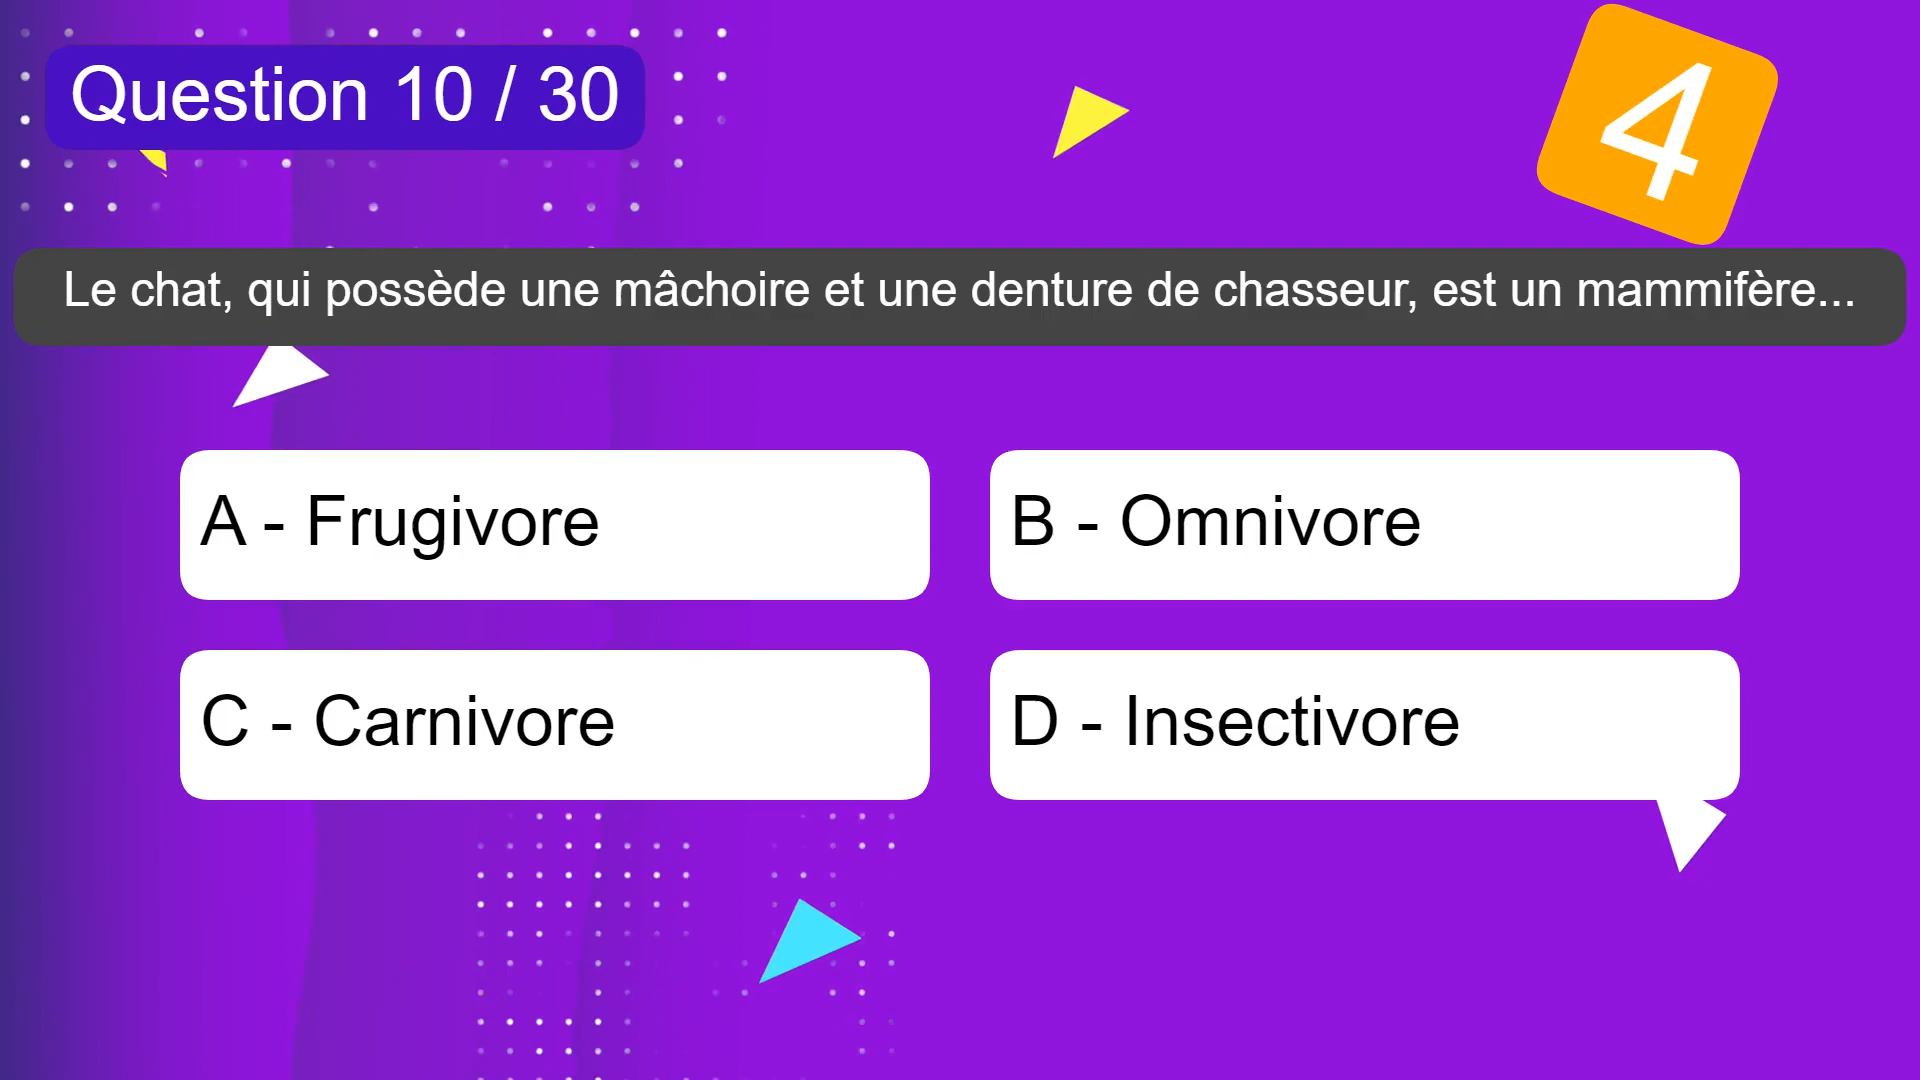 Question 10 / 30
4
Le chat, qui possède une mâchoire et une denture de chasseur, est un mammifère...
A - Frugivore
B - Omnivore
C - Carnivore
D - Insectivore